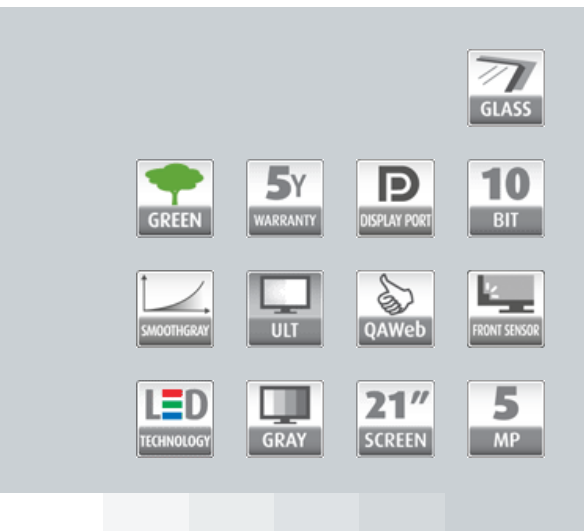 GLASS
GREEN
5Y
WARRANTY
DISPLAY PORT
10
BIT
SMOOTHGRAY
ULT
QAWeb
FRONT SENSOR
LED
TECHNOLOGY
GRAY
21"
SCREEN
5
MP